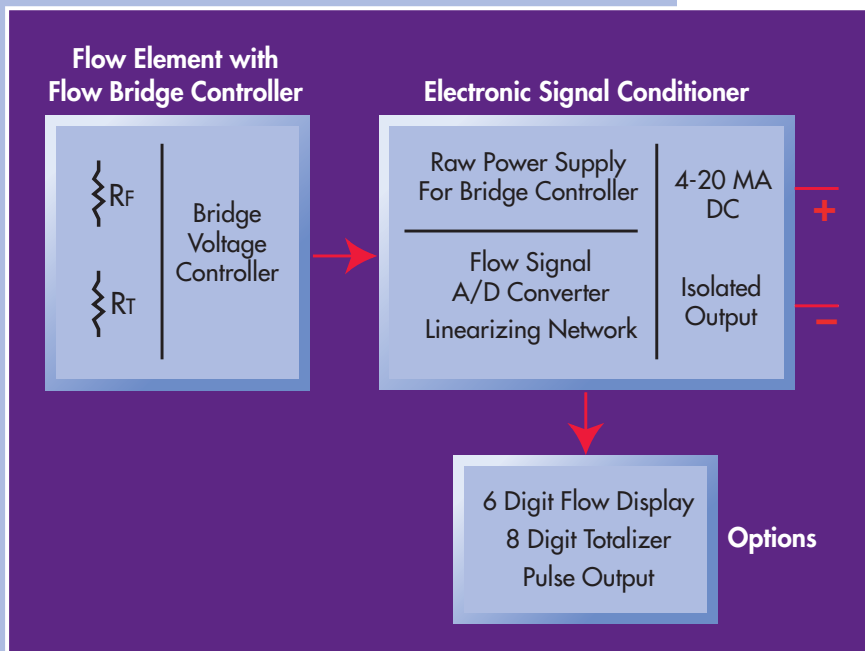 Flow Element with
Flow Bridge Controller
RF
RT
Bridge
Voltage
Controller
Electronic Signal Conditioner
Raw Power Supply
For Bridge Controller
Flow Signal
A/D Converter
Linearizing Network
4-20 MA
DC
Isolated
Output
+
–
6 Digit Flow Display
8 Digit Totalizer
Pulse Output
Options